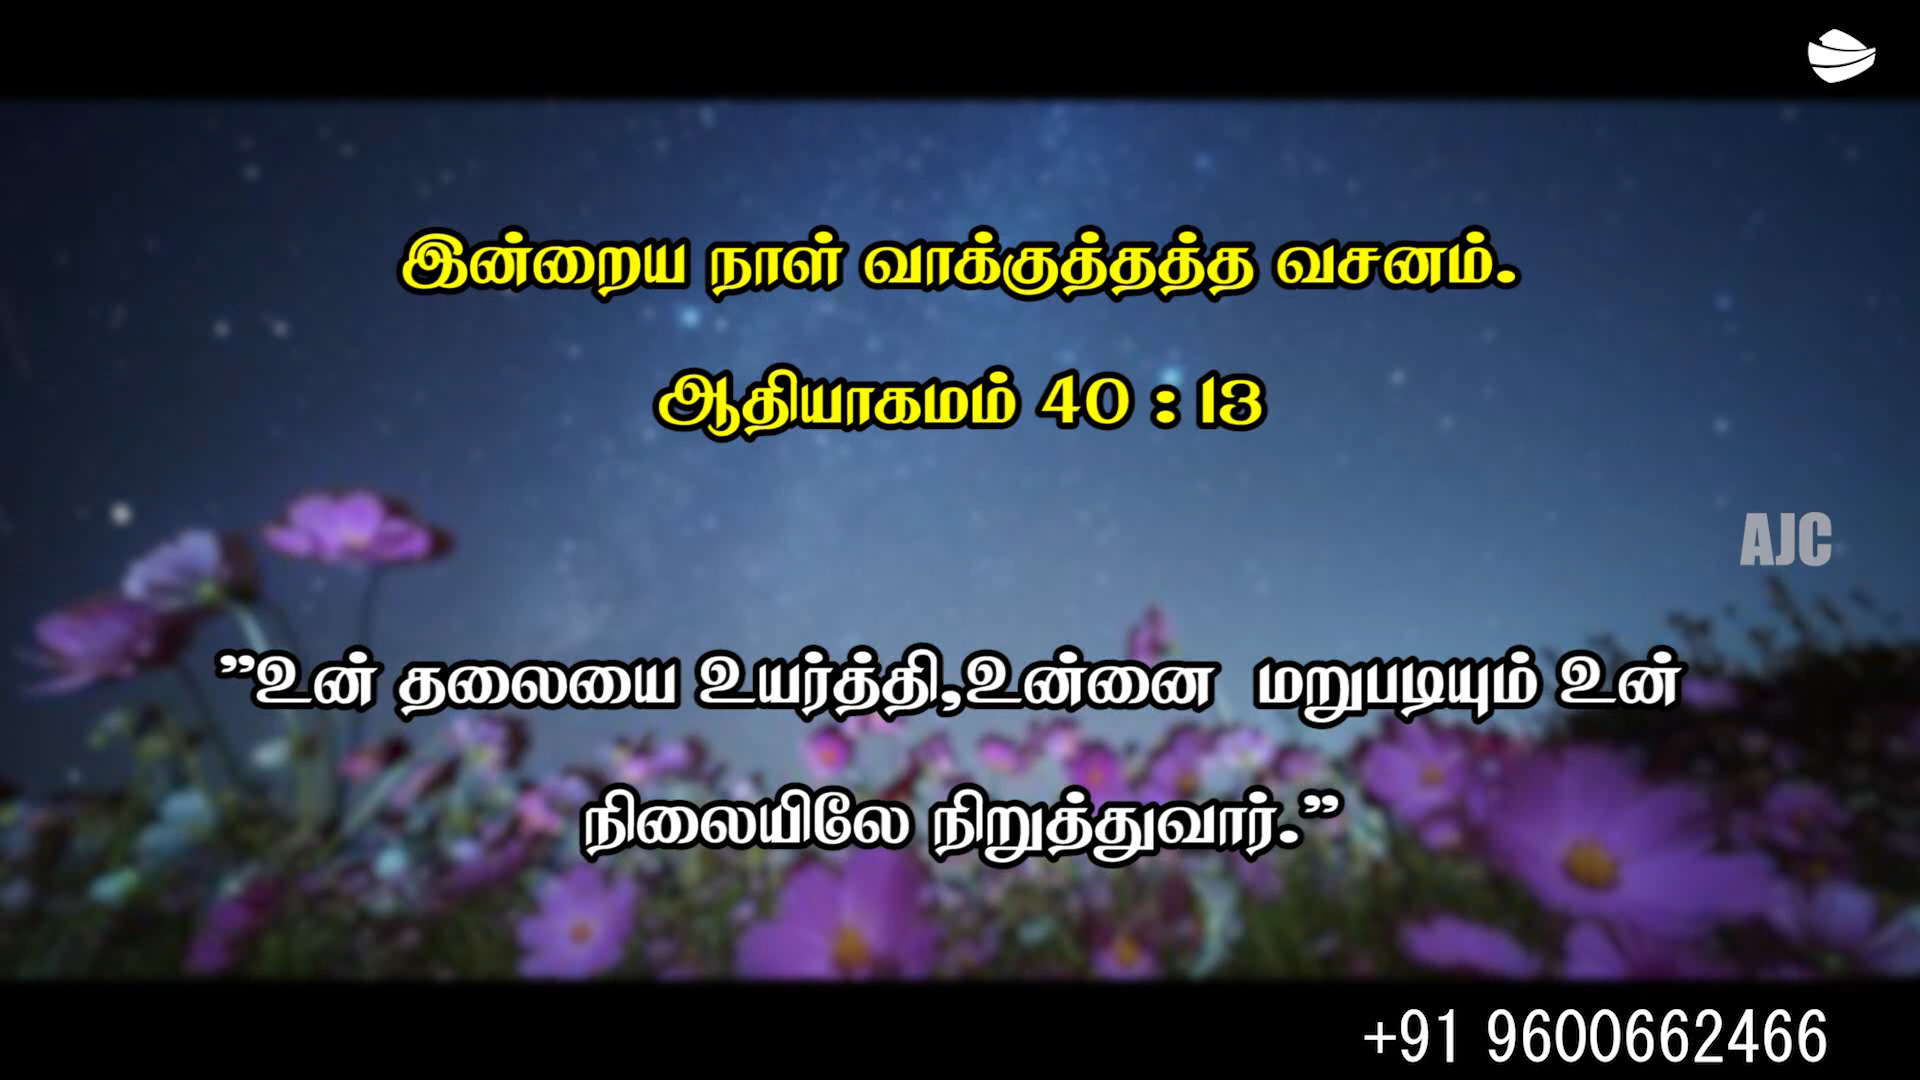 இன்றைய நாள் வாக்குத்தத்த வசனம்.
ஆதியாகமம் 40 : 13
AJC
”உன் தலையை உயர்த்தி,உன்னை மறுபடியும் உன்
நிலையிலே நிறுத்துவார்.”
+91 9600662466